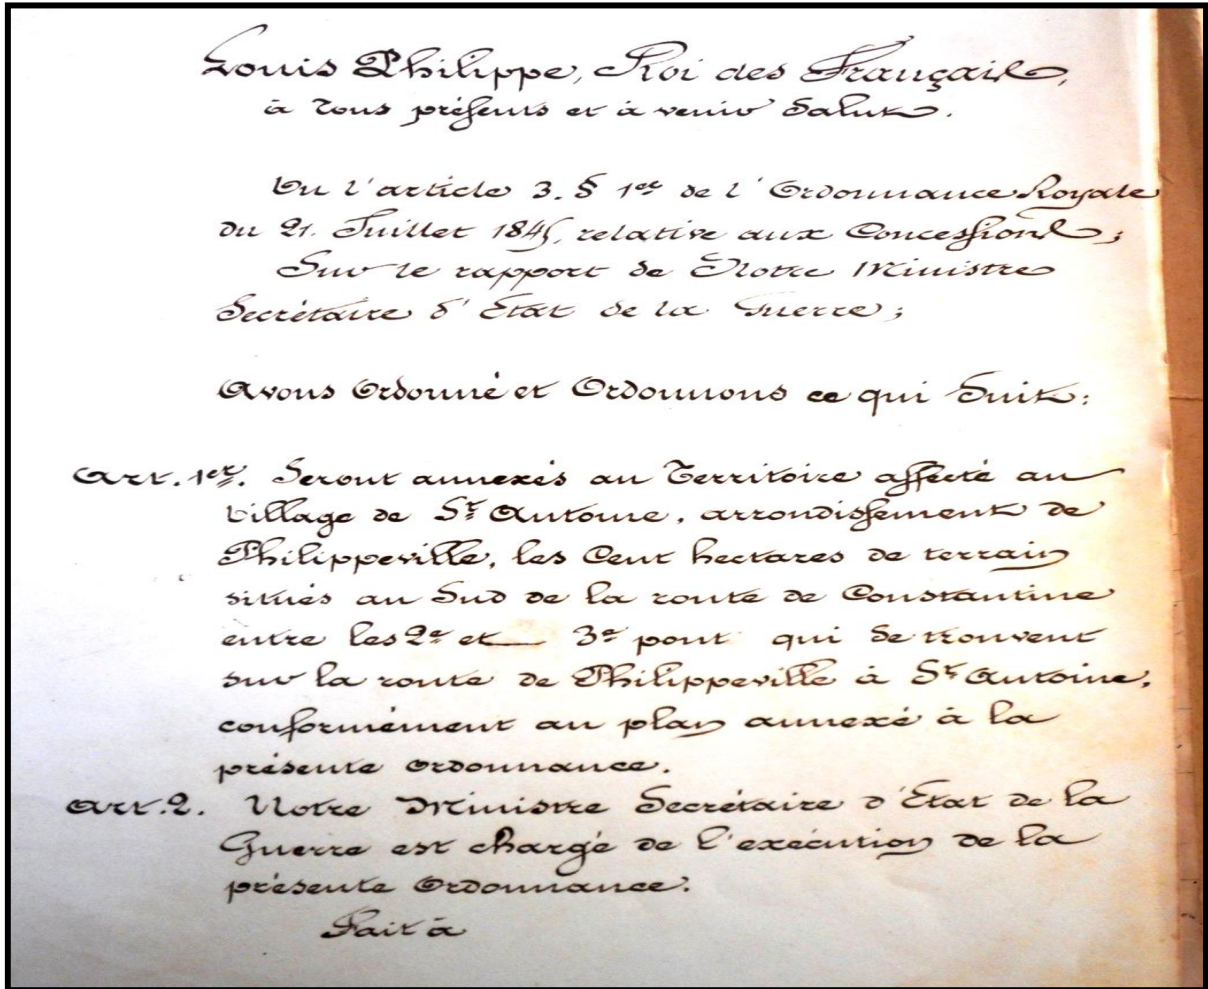 Louis Philippe, Roi des Français,
à tous présents et à venir Salut.
Vu l'article 3. § 1er de l'Ordonnance Royale
du 21. Juillet 1845, relative aux Concessions;
Sur le rapport de Notre Ministre
Secrétaire d'Etat de la Guerre;
Avons Ordonné et Ordonnons ce qui Suit:
Art. 1er. Seront annexés au Territoire affecté au
Village de St Antoine, arrondissement de
Philippeville, les Cent hectares de terrain
situés au Sud de la route de Constantine
entre les 2e et 3e pont qui se trouvent
sur la route de Philippeville à St Antoine,
conformément au plan annexé à la
présente ordonnance.
Art. 2. Notre Ministre Secrétaire d'Etat de la
Guerre est chargé de l'exécution de la
présente Ordonnance.
Fait à